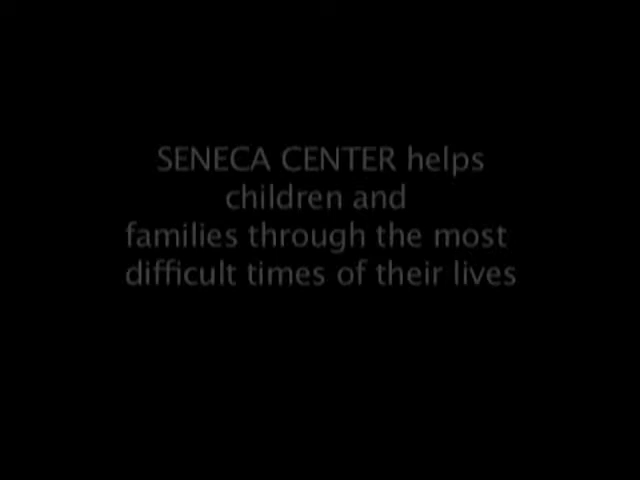 SENECA CENTER helps
children and
families through the most
difficult times of their lives